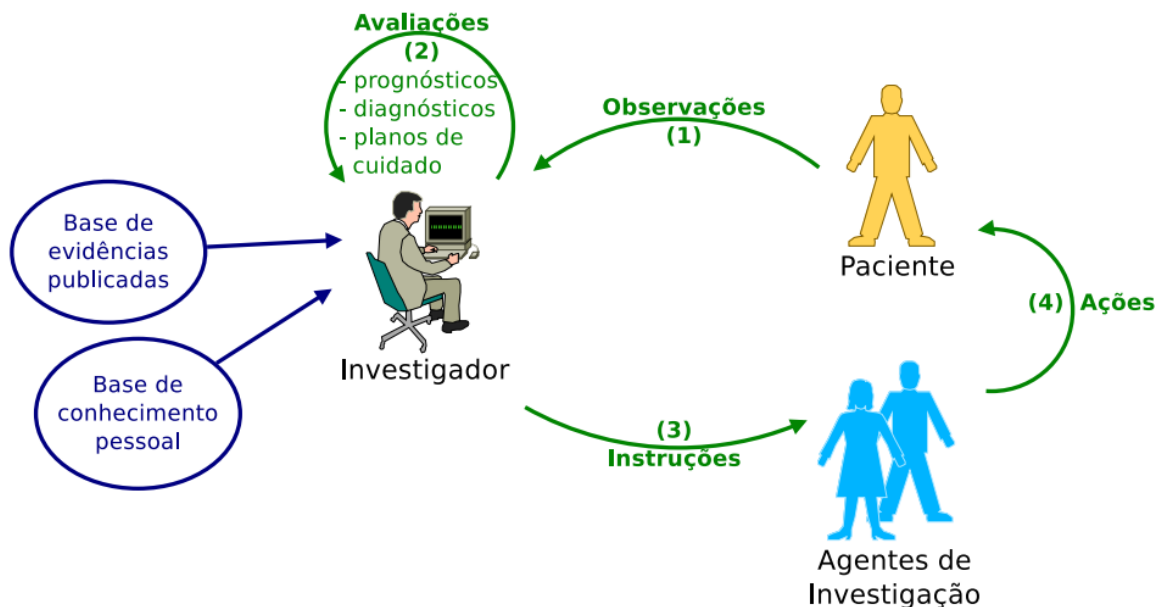 Avaliações
(2)
- prognósticos
- diagnósticos
- planos de
cuidado
Observações
(1)
Paciente
Base de
evidências
publicadas
Base de
conhecimento
pessoal
Investigador
(3)
Instruções
(4) Ações
Agentes de
Investigação